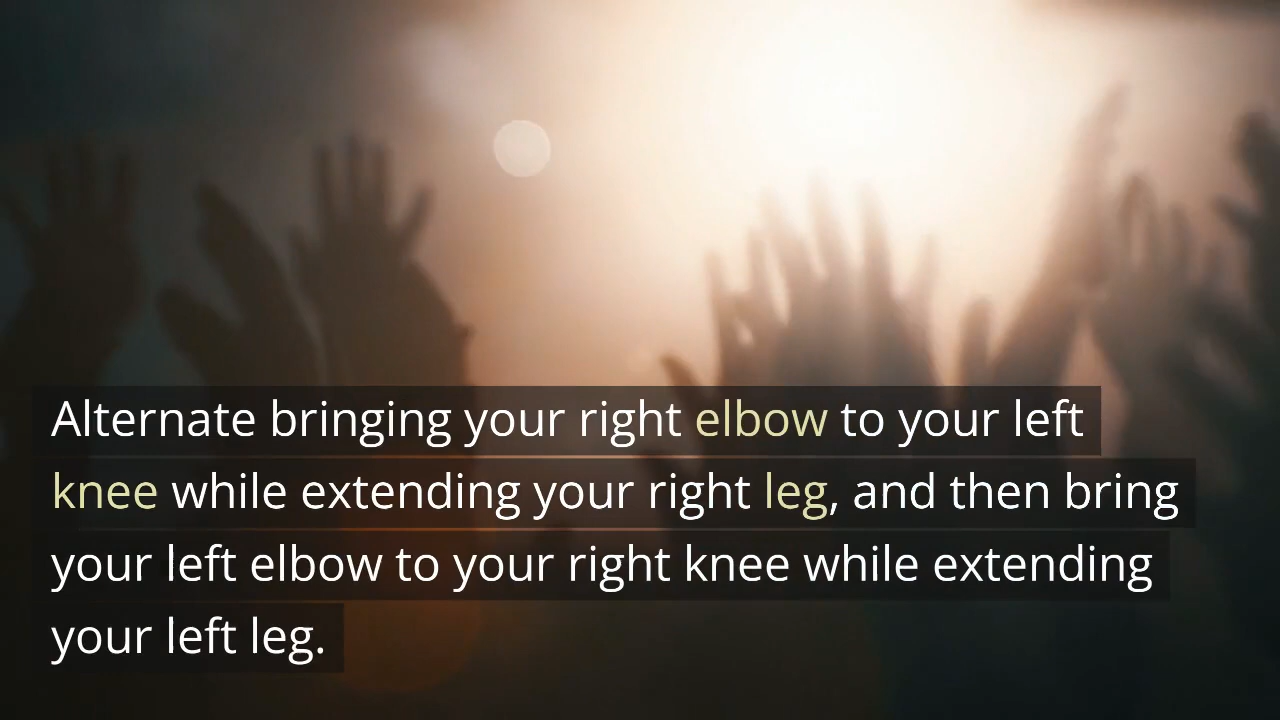 Alternate bringing your right elbow to your left
knee while extending your right leg, and then bring
your left elbow to your right knee while extending
your left leg.